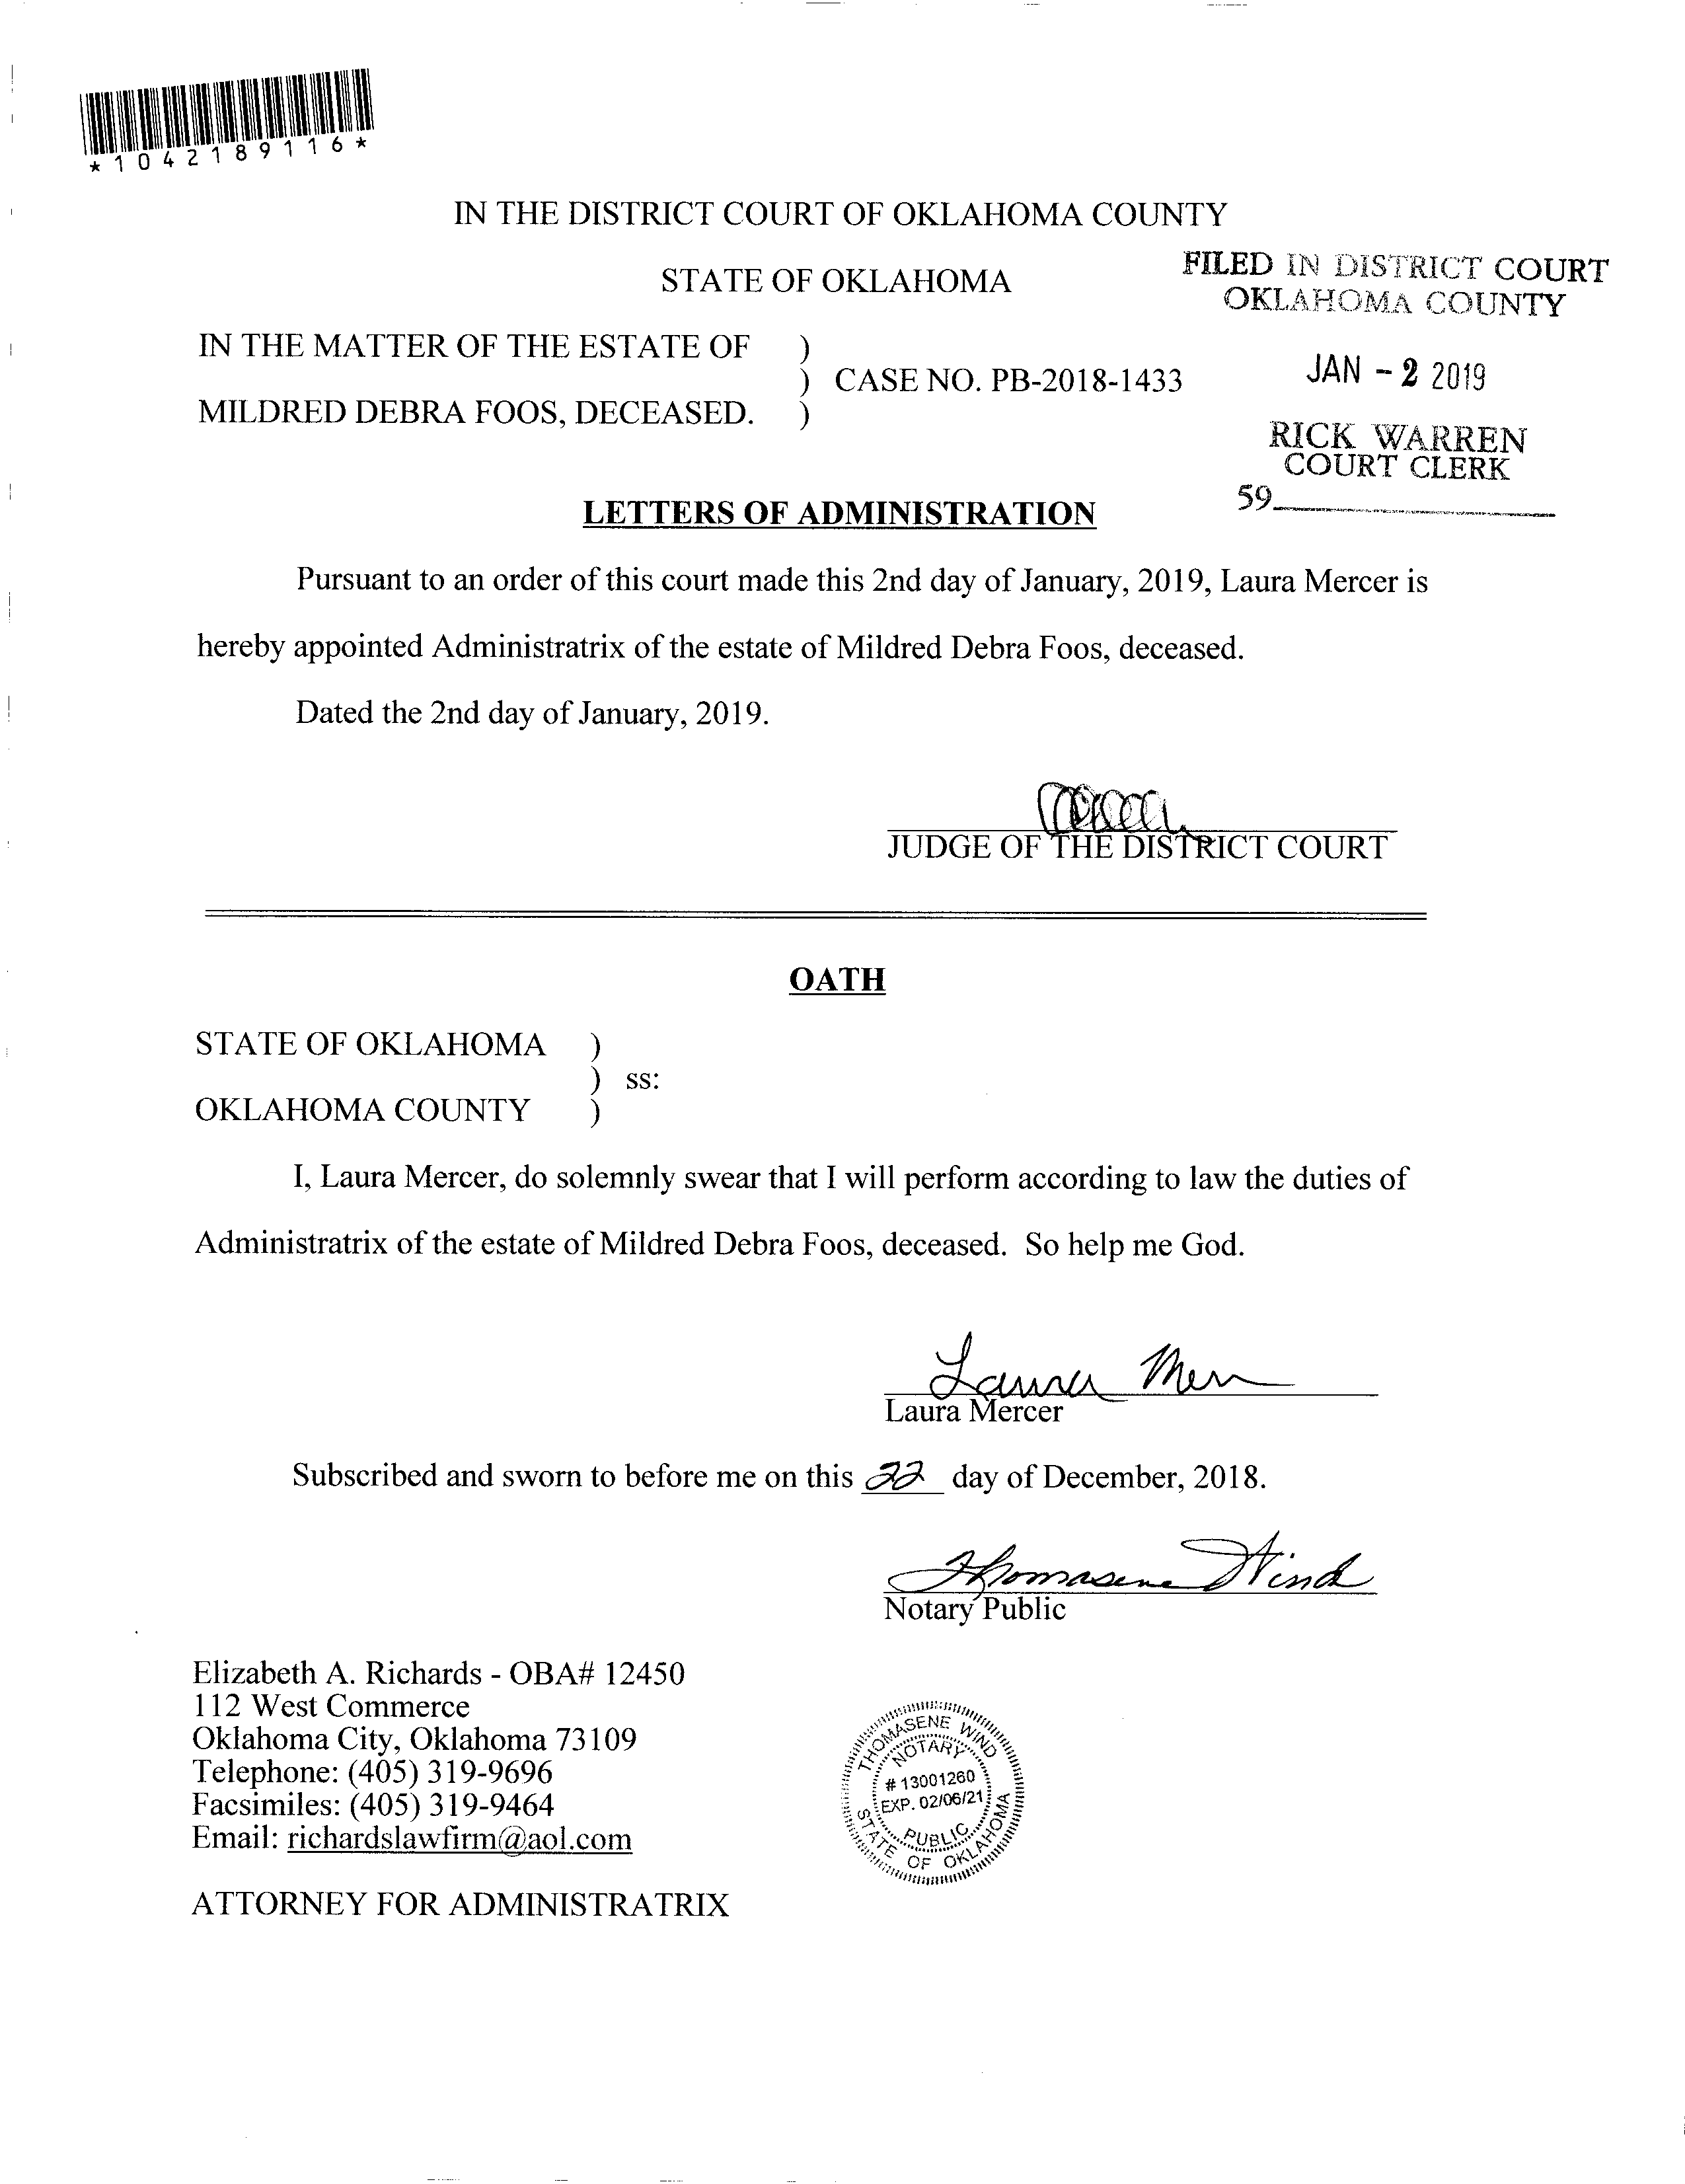 *1042189116*
IN THE DISTRICT COURT OF OKLAHOMA COUNTY
STATE OF OKLAHOMA
FILED IN DISTRICT COURT
OKLAHOMA COUNTY
JAN - 2 2019
RICK WARREN
COURT CLERK
59
IN THE MATTER OF THE ESTATE OF )
) CASE NO. PB-2018-1433
MILDRED DEBRA FOOS, DECEASED. )
LETTERS OF ADMINISTRATION
Pursuant to an order of this court made this 2nd day of January, 2019, Laura Mercer is
hereby appointed Administratrix of the estate of Mildred Debra Foos, deceased.
Dated the 2nd day of January, 2019.
JUDGE OF THE DISTRICT COURT
OATH
STATE OF OKLAHOMA )
) ss:
OKLAHOMA COUNTY )
I, Laura Mercer, do solemnly swear that I will perform according to law the duties of
Administratrix of the estate of Mildred Debra Foos, deceased. So help me God.
Laura Mer
Laura Mercer
Subscribed and sworn to before me on this 22 day of December, 2018.
Thomasene Wind
Notary Public
Elizabeth A. Richards - OBA# 12450
112 West Commerce
Oklahoma City, Oklahoma 73109
Telephone: (405) 319-9696
Facsimiles: (405) 319-9464
Email: richardslawfirm@aol.com
ATTORNEY FOR ADMINISTRATRIX
THOMASENE WIND
NOTARY
# 13001260
EXP. 02/06/21
PUBLIC
STATE OF OKLAHOMA